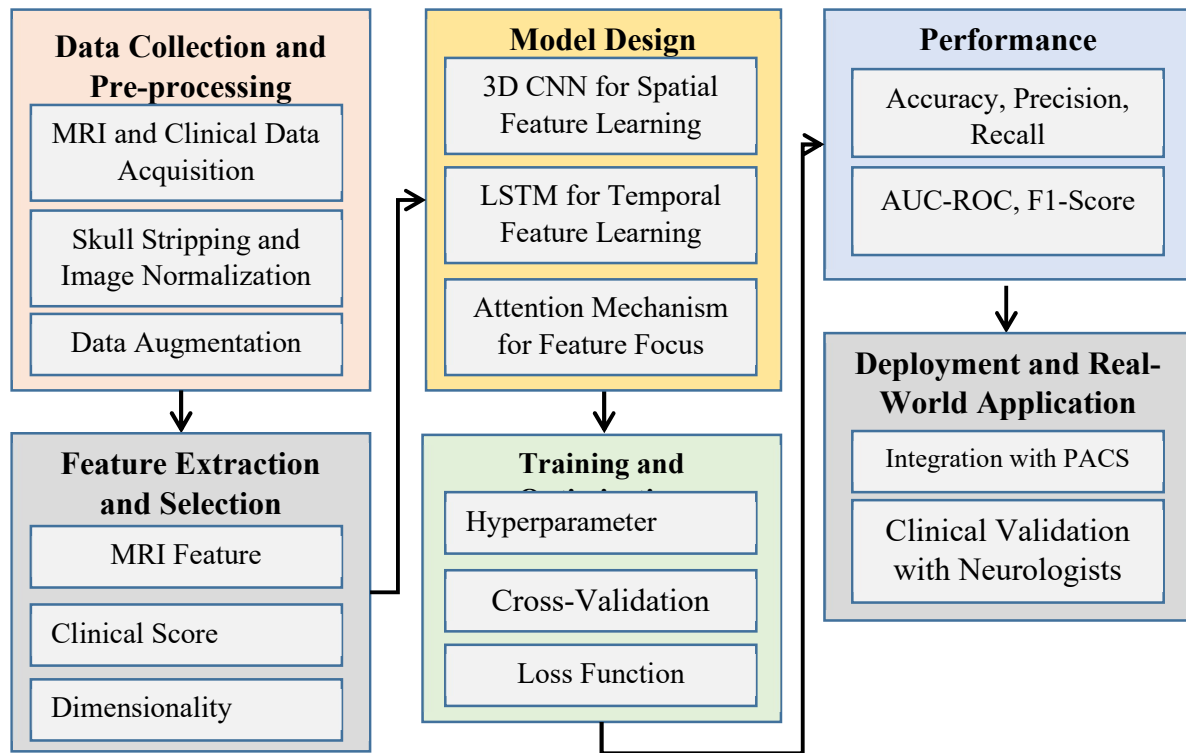 Data Collection and
Pre-processing
MRI and Clinical Data
Acquisition
Skull Stripping and
Image Normalization
Data Augmentation
Feature Extraction
and Selection
MRI Feature
Clinical Score
Dimensionality
Model Design
3D CNN for Spatial
Feature Learning
LSTM for Temporal
Feature Learning
Attention Mechanism
for Feature Focus
Training and
Hyperparameter
Cross-Validation
Loss Function
Performance
Accuracy, Precision,
Recall
AUC-ROC, F1-Score
Deployment and Real-
World Application
Integration with PACS
Clinical Validation
with Neurologists